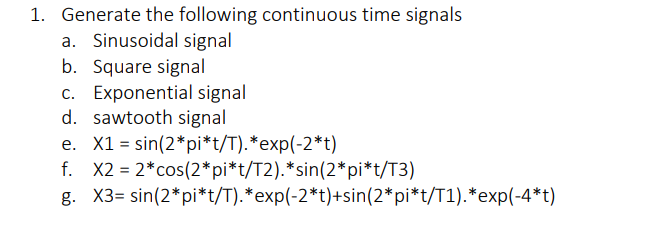 1. Generate the following continuous time signals
a. Sinusoidal signal
b. Square signal
c. Exponential signal
d. sawtooth signal
e. X1 = sin(2*pi*t/T).*exp(-2*t)
f. X2 = 2*cos(2*pi*t/T2).*sin(2*pi*t/T3)
g. X3= sin(2*pi*t/T).*exp(-2*t)+sin(2*pi*t/T1).*exp(-4*t)